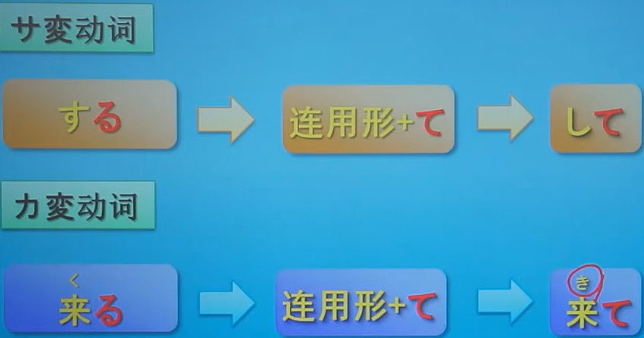 サ変动词
する 连用形+て して
カ変动词
く き
来る 连用形+て 来て